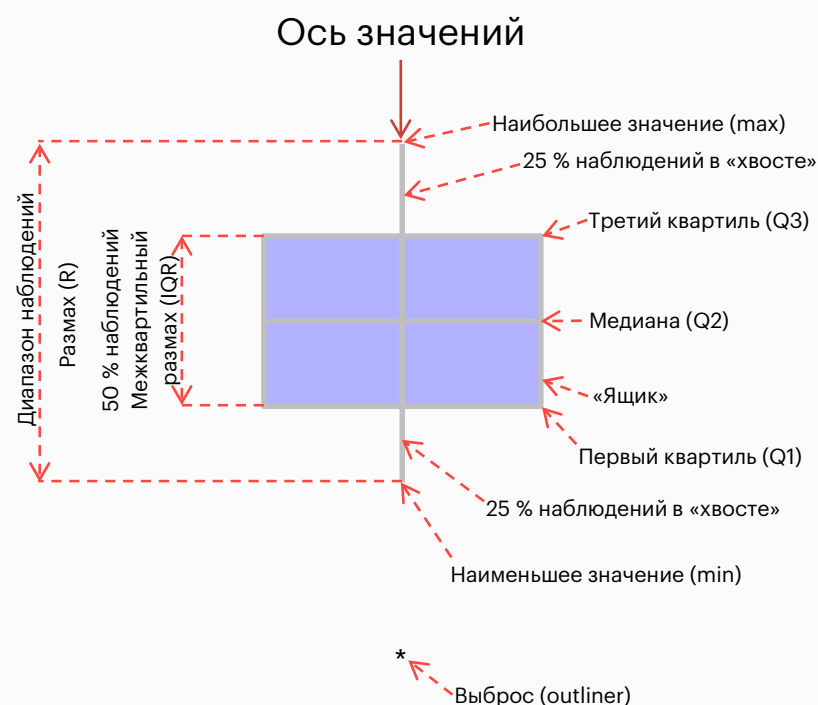 Ось значений
Наибольшее значение (max)
25 % наблюдений в «хвосте»
Третий квартиль (Q3)
Диапазон наблюдений
Размах (R)
50 % наблюдений
Межквартильный
размах (IQR)
Медиана (Q2)
«Ящик»
Первый квартиль (Q1)
25 % наблюдений в «хвосте»
Наименьшее значение (min)
*
Выброс (outliner)